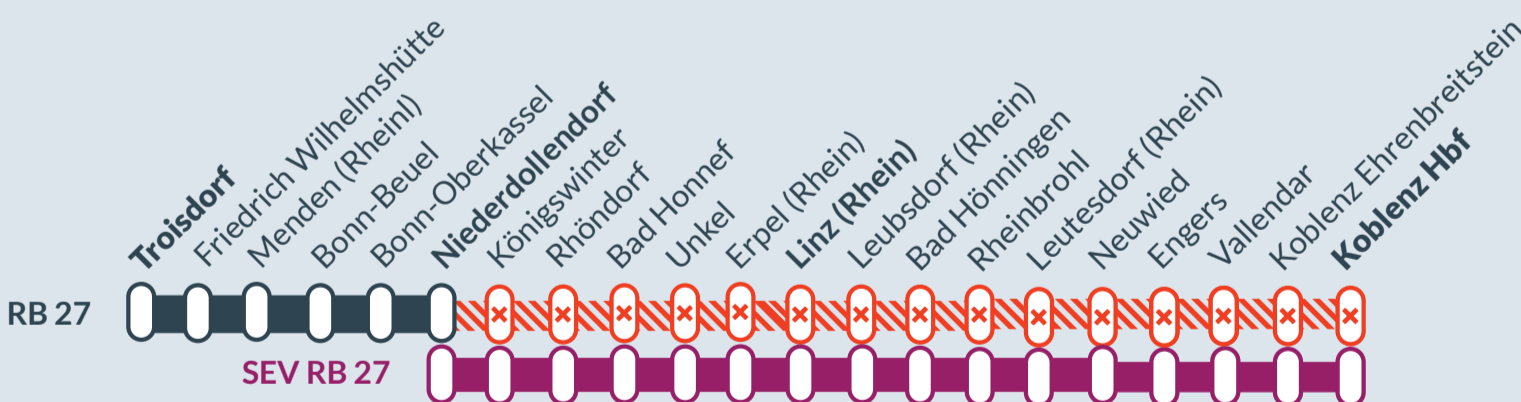 Troisdorf
Friedrich Wilhelmshütte
Menden (Rheinl)
Bonn-Beuel
Bonn-Oberkassel
Niederdollendorf
Königswinter
Rhöndorf
Bad Honnef
Unkel
Erpel (Rhein)
Linz (Rhein)
Leubsdorf (Rhein)
Bad Hönningen
Rheinbrohl
Leutesdorf (Rhein)
Neuwied
Engers
Vallendar
Koblenz Ehrenbreitstein
Koblenz Hbf
RB 27
SEV RB 27